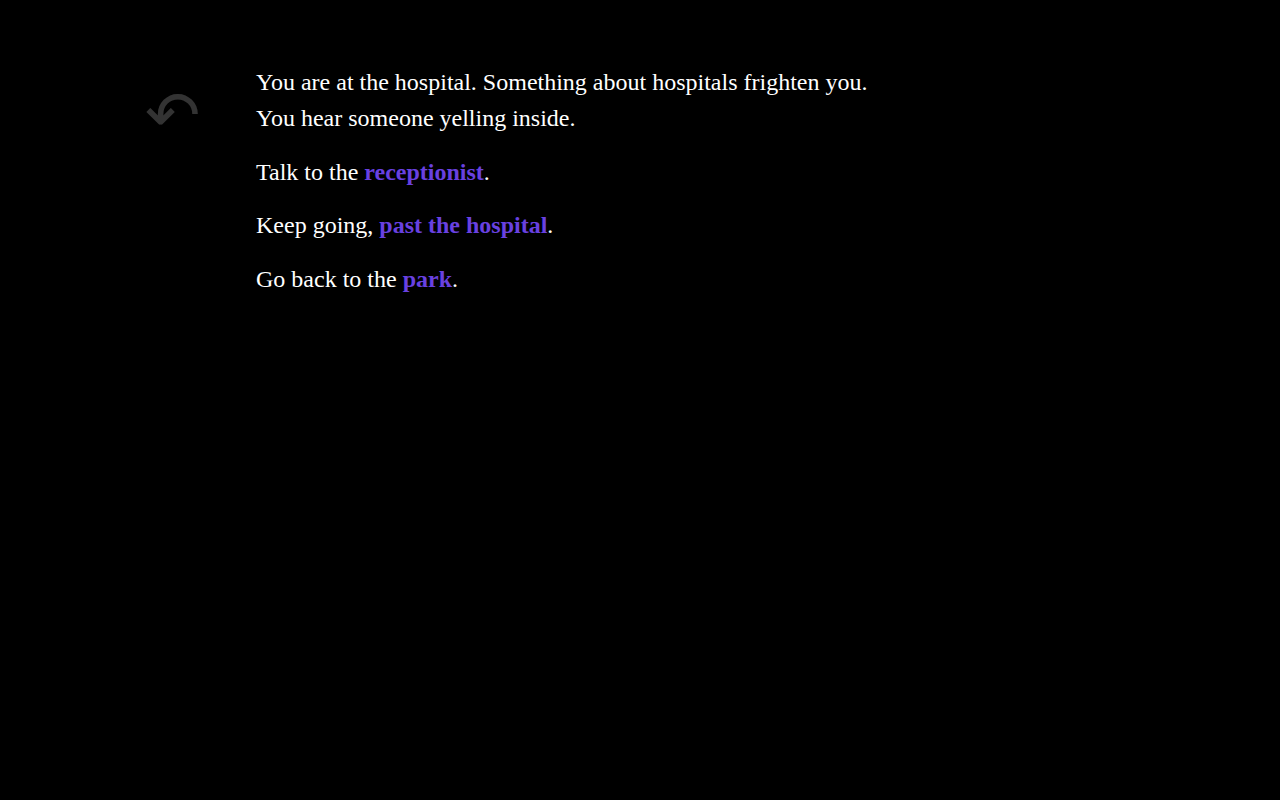 You are at the hospital. Something about hospitals frighten you.
You hear someone yelling inside.
Talk to the receptionist.
Keep going, past the hospital.
Go back to the park.